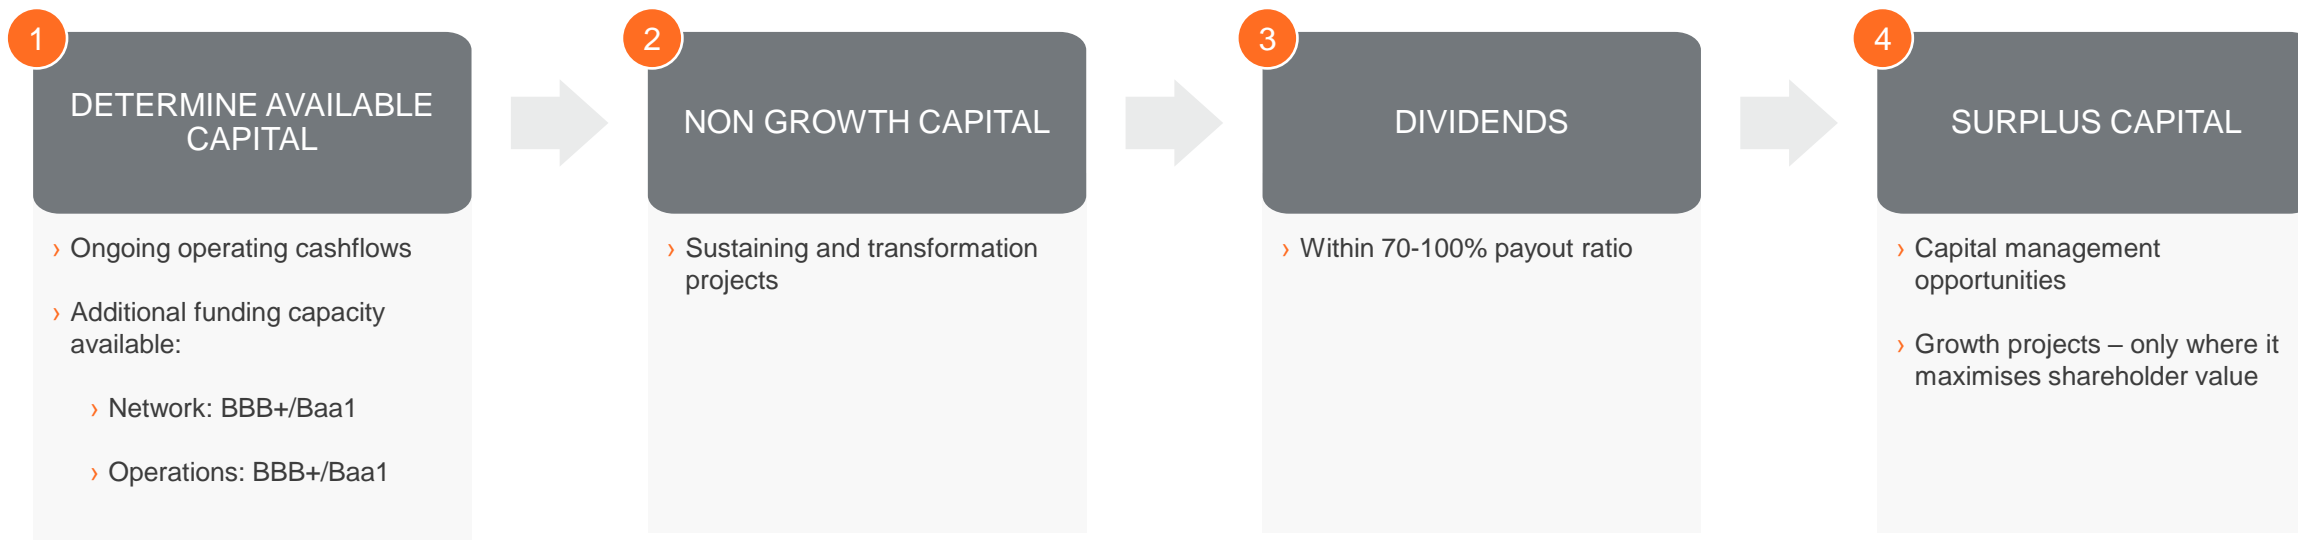 1
DETERMINE AVAILABLE
CAPITAL
› Ongoing operating cashflows
› Additional funding capacity
available:
› Network: BBB+/Baa1
› Operations: BBB+/Baa1
2
NON GROWTH CAPITAL
› Sustaining and transformation
projects
3
DIVIDENDS
› Within 70-100% payout ratio
4
SURPLUS CAPITAL
› Capital management
opportunities
› Growth projects – only where it
maximises shareholder value